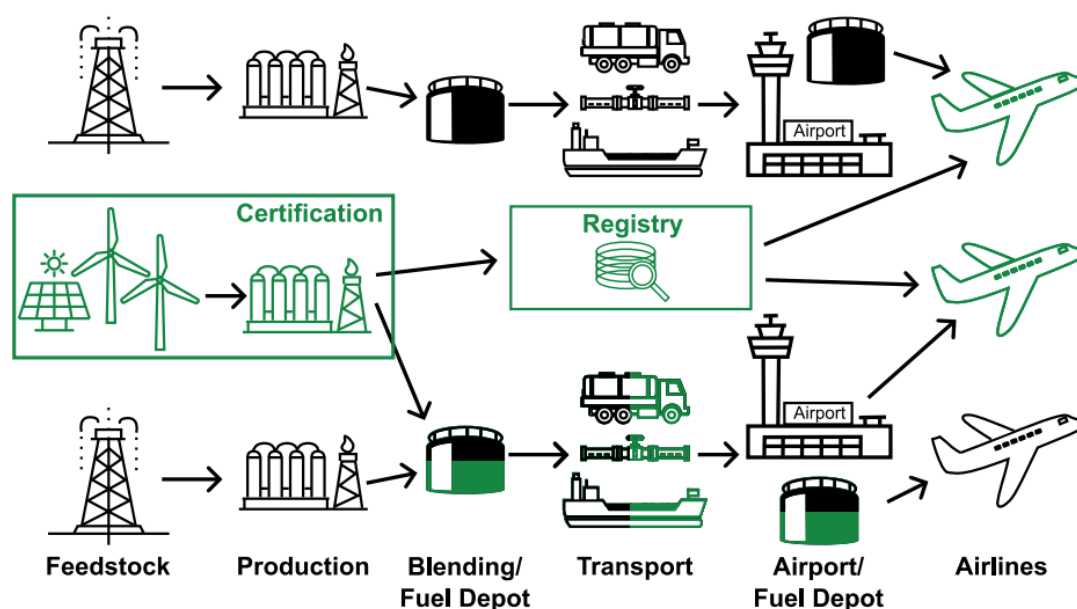 Airport
Certification
Registry
Airport
Feedstock
Production
Blending/
Fuel Depot
Transport
Airport/
Fuel Depot
Airlines